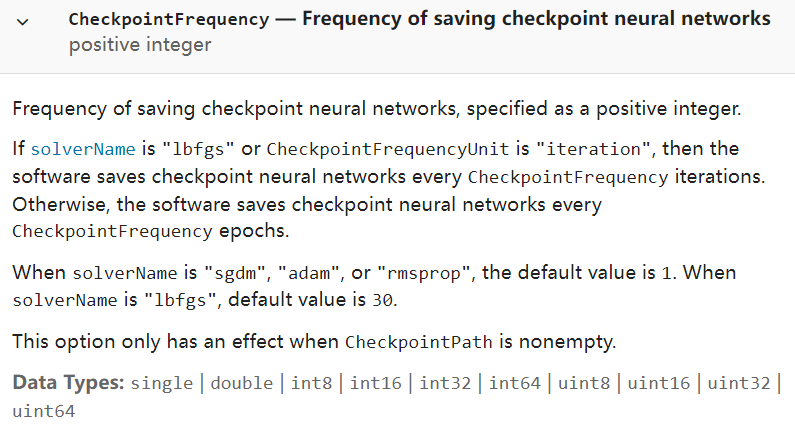 CheckpointFrequency — Frequency of saving checkpoint neural networks
positive integer
Frequency of saving checkpoint neural networks, specified as a positive integer.
If solverName is "lbfgs" or CheckpointFrequencyUnit is "iteration", then the
software saves checkpoint neural networks every CheckpointFrequency iterations.
Otherwise, the software saves checkpoint neural networks every
CheckpointFrequency epochs.
When solverName is "sgdm", "adam", or "rmsprop", the default value is 1. When
solverName is "lbfgs", default value is 30.
This option only has an effect when CheckpointPath is nonempty.
Data Types: single | double | int8 | int16 | int32 | int64 | uint8 | uint16 | uint32 |
uint64